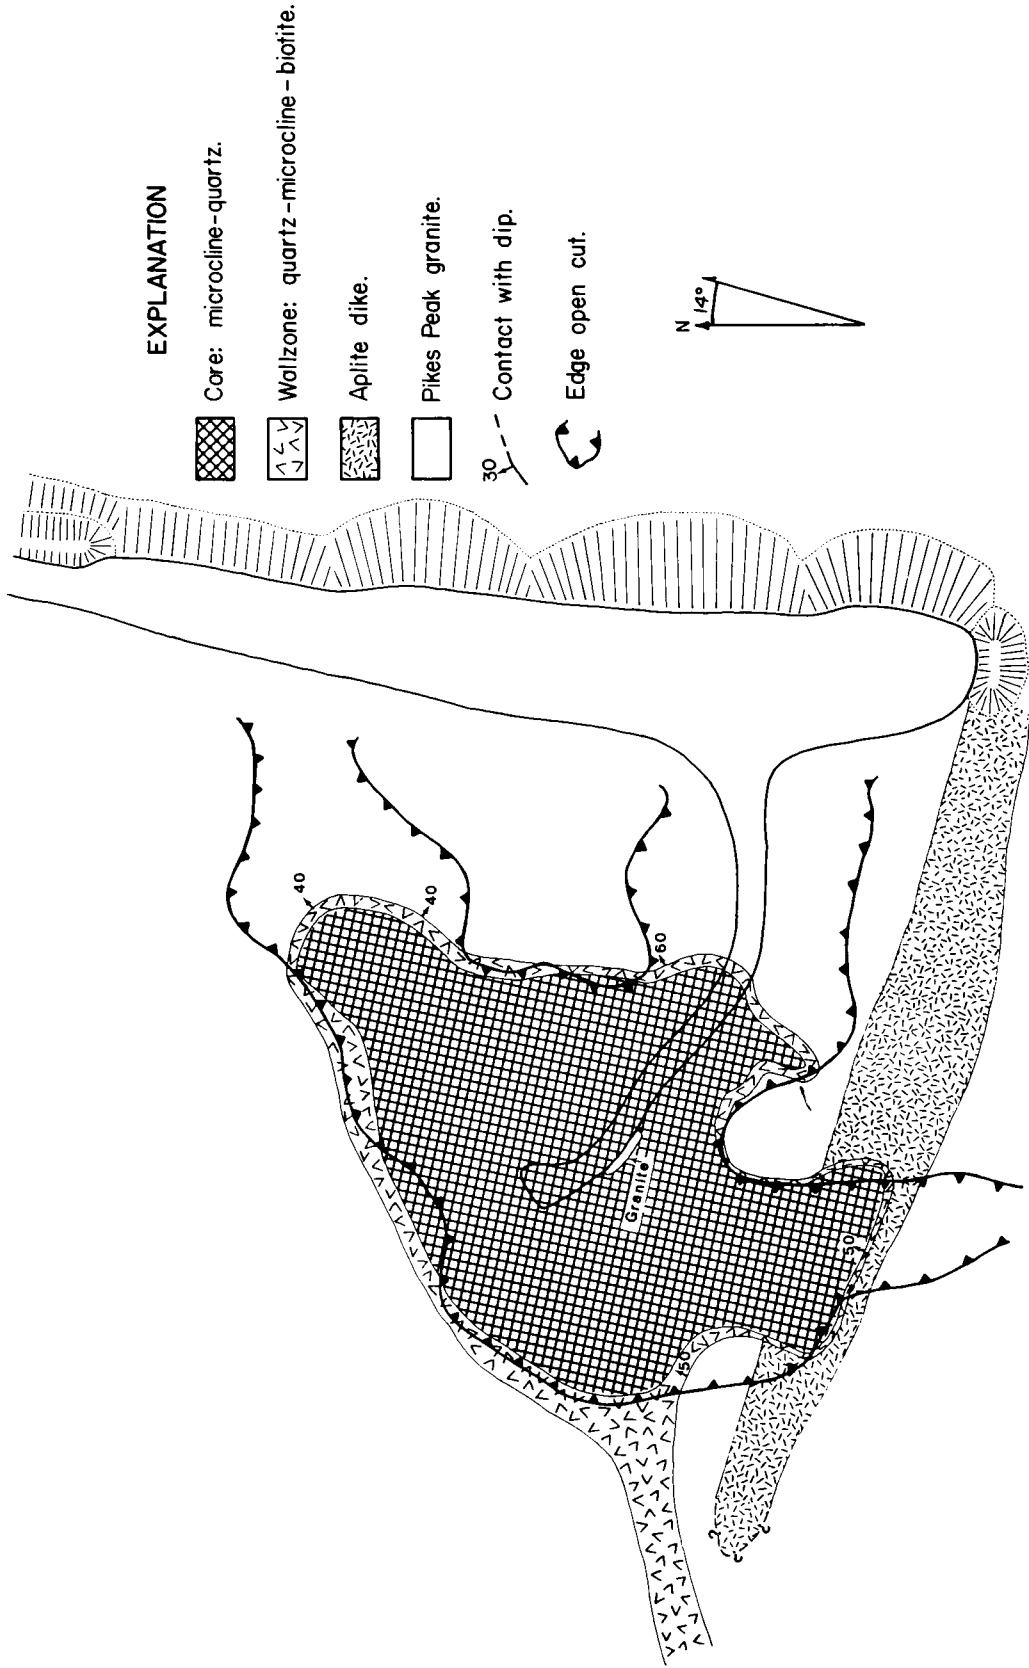 EXPLANATION
Core: microcline-quartz.
Wallzone: quartz-microcline-biotite.
Aplite dike.
Pikes Peak granite.
30
Contact with dip.
Edge open cut.
N
14°
40
40
60
Granite
50
50
?
?
?